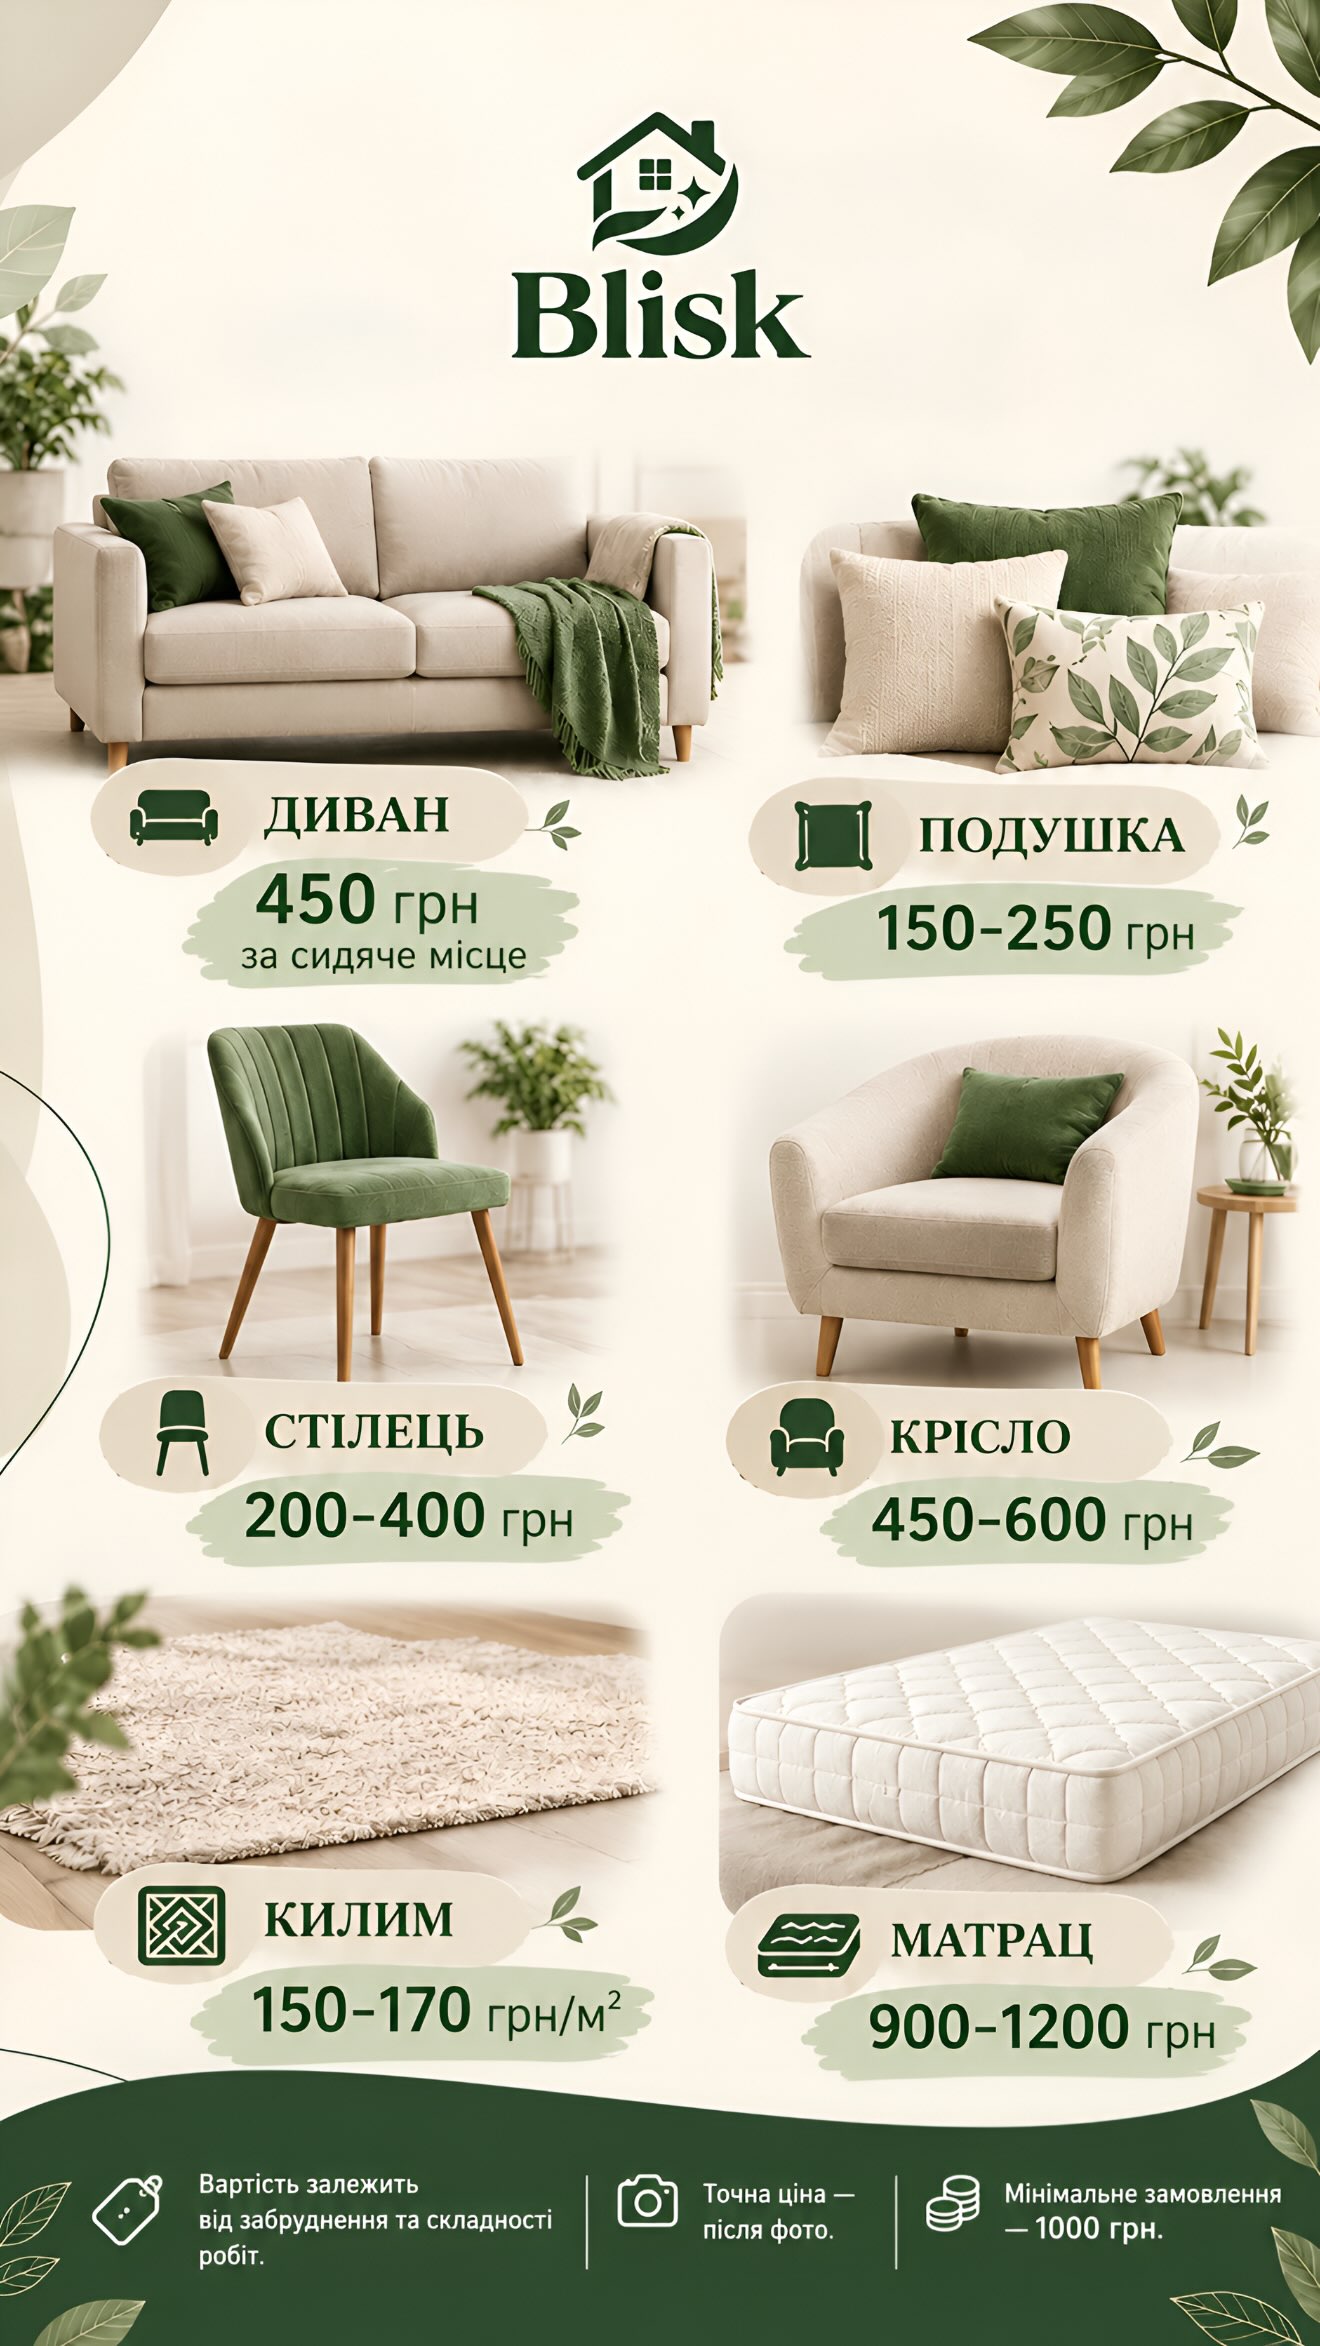 Blisk
ДИВАН
450 грн
за сидяче місце
ПОДУШКА
150-250 грн
СТІЛЕЦЬ
200-400 грн
КРІСЛО
450-600 грн
КИЛИМ
150-170 грн/м²
МАТРАЦ
900-1200 грн
Вартість залежить
від забруднення та складності
робіт.
Точна ціна —
після фото.
Мінімальне замовлення
— 1000 грн.